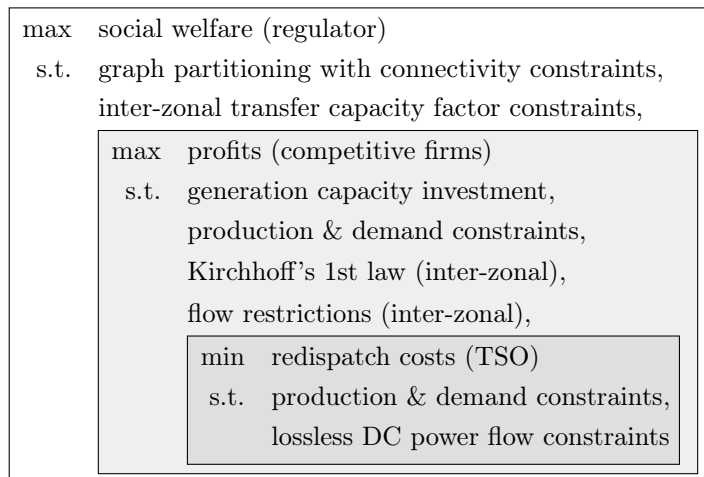 max social welfare (regulator)
s.t. graph partitioning with connectivity constraints,
inter-zonal transfer capacity factor constraints,
max profits (competitive firms)
s.t. generation capacity investment,
production & demand constraints,
Kirchhoff's 1st law (inter-zonal),
flow restrictions (inter-zonal),
min redispatch costs (TSO)
s.t. production & demand constraints,
lossless DC power flow constraints